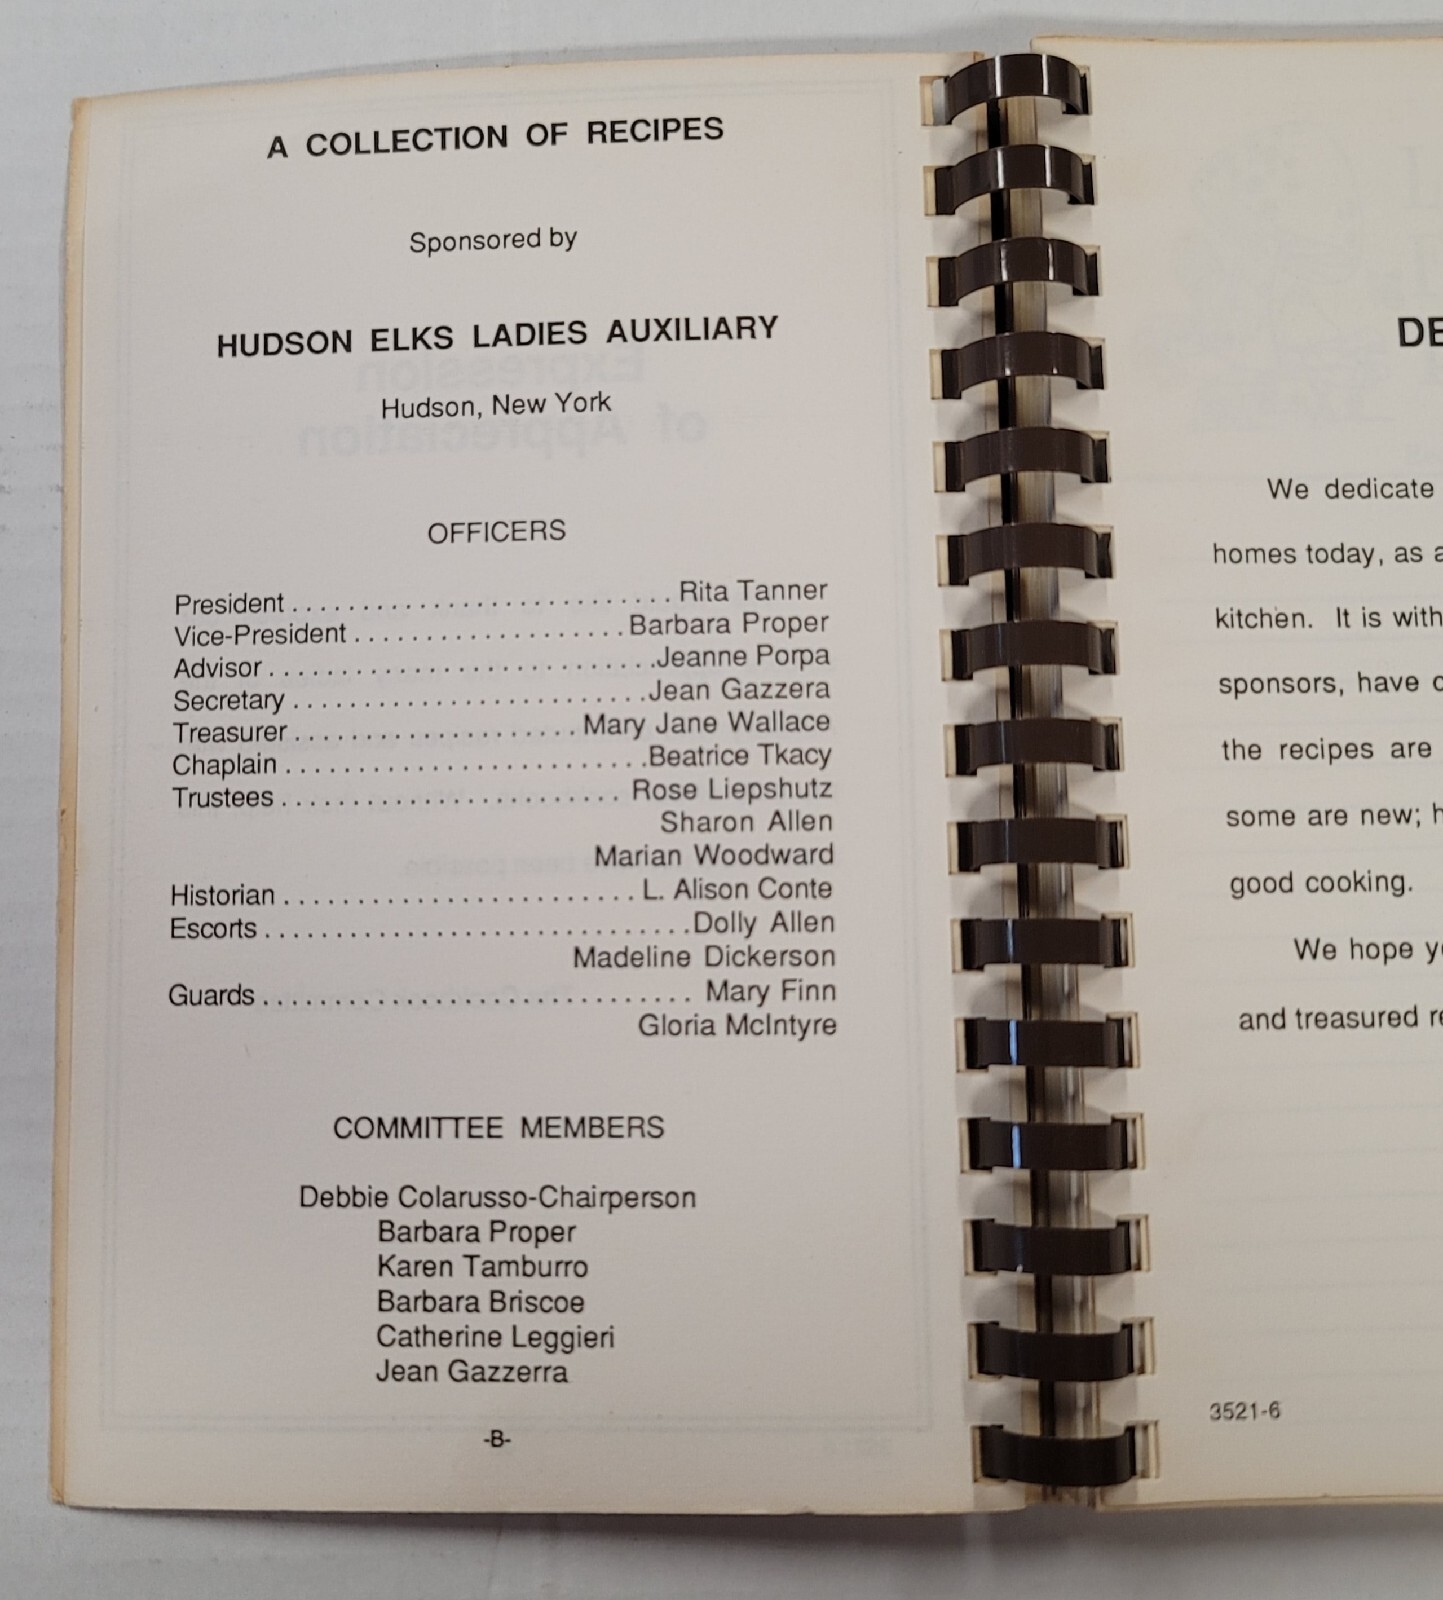 A COLLECTION OF RECIPES
Sponsored by
HUDSON ELKS LADIES AUXILIARY
Hudson, New York
OFFICERS
President . . . . . . . . . . . . . . . . . . . . . . . . . . . Rita Tanner
Vice-President . . . . . . . . . . . . . . . . . . . Barbara Proper
Advisor . . . . . . . . . . . . . . . . . . . . . . . . . . . .Jeanne Porpa
Secretary . . . . . . . . . . . . . . . . . . . . . . . . .Jean Gazzera
Treasurer . . . . . . . . . . . . . . . . . . . . Mary Jane Wallace
Chaplain . . . . . . . . . . . . . . . . . . . . . . . . . .Beatrice Tkacy
Trustees . . . . . . . . . . . . . . . . . . . . . . . . Rose Liepshutz
Sharon Allen
Marian Woodward
Historian . . . . . . . . . . . . . . . . . . . . . . . . . L. Alison Conte
Escorts . . . . . . . . . . . . . . . . . . . . . . . . . . . . . .Dolly Allen
Madeline Dickerson
Guards . . . . . . . . . . . . . . . . . . . . . . . . . . . . . . Mary Finn
Gloria McIntyre
COMMITTEE MEMBERS
Debbie Colarusso-Chairperson
Barbara Proper
Karen Tamburro
Barbara Briscoe
Catherine Leggieri
Jean Gazzerra
-B-
DE
We dedicate
homes today, as a
kitchen. It is with
sponsors, have
the recipes are
some are new;
good cooking.
We hope
and treasured
3521-6